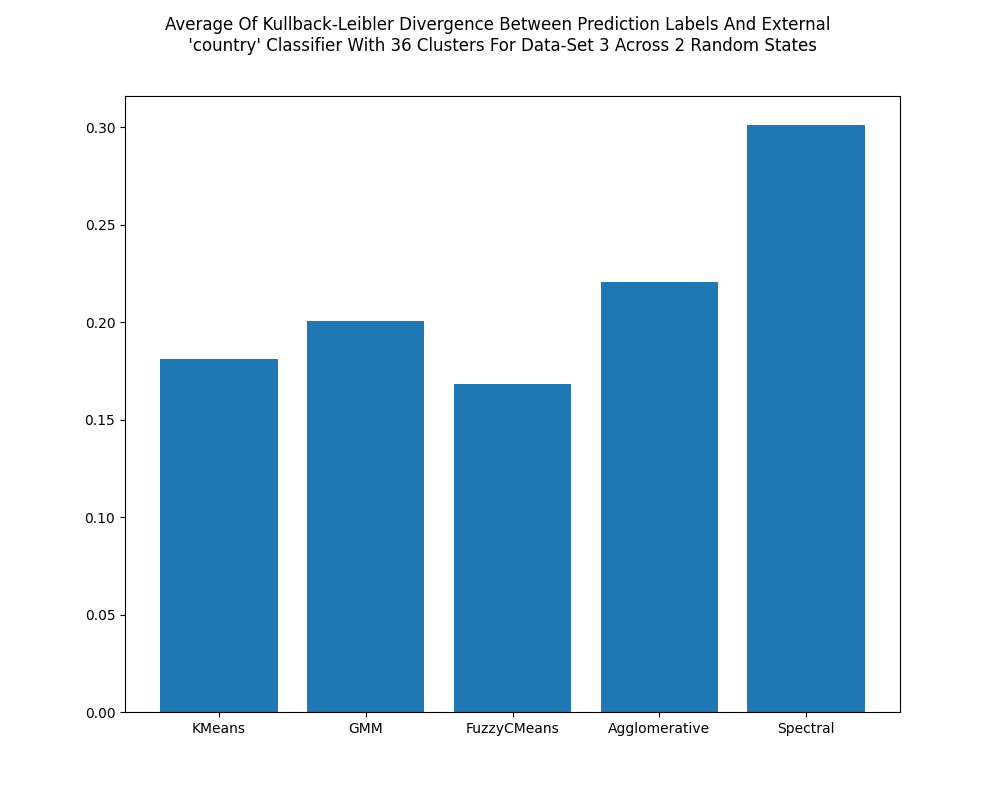 Average Of Kullback-Leibler Divergence Between Prediction Labels And External
'country' Classifier With 36 Clusters For Data-Set 3 Across 2 Random States
0.30
0.25
0.20
0.15
0.10
0.05
0.00
KMeans GMM FuzzyCMeans Agglomerative Spectral